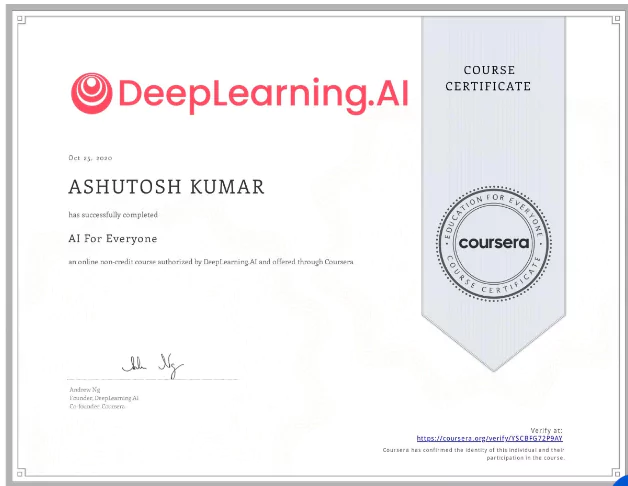 DeepLearning.AI
COURSE
CERTIFICATE
Oct 25, 2020
ASHUTOSH KUMAR
has successfully completed
AI For Everyone
an online non-credit course authorized by DeepLearning.AI and offered through Coursera
EDUCATION FOR EVERYONE
coursera
COURSE CERTIFICATE
Andrew Ng
Founder, DeepLearning.AI
Co-founder, Coursera
Verify at:
https://coursera.org/verify/YSCBFG72P9AY
Coursera has confirmed the identity of this individual and their
participation in the course.